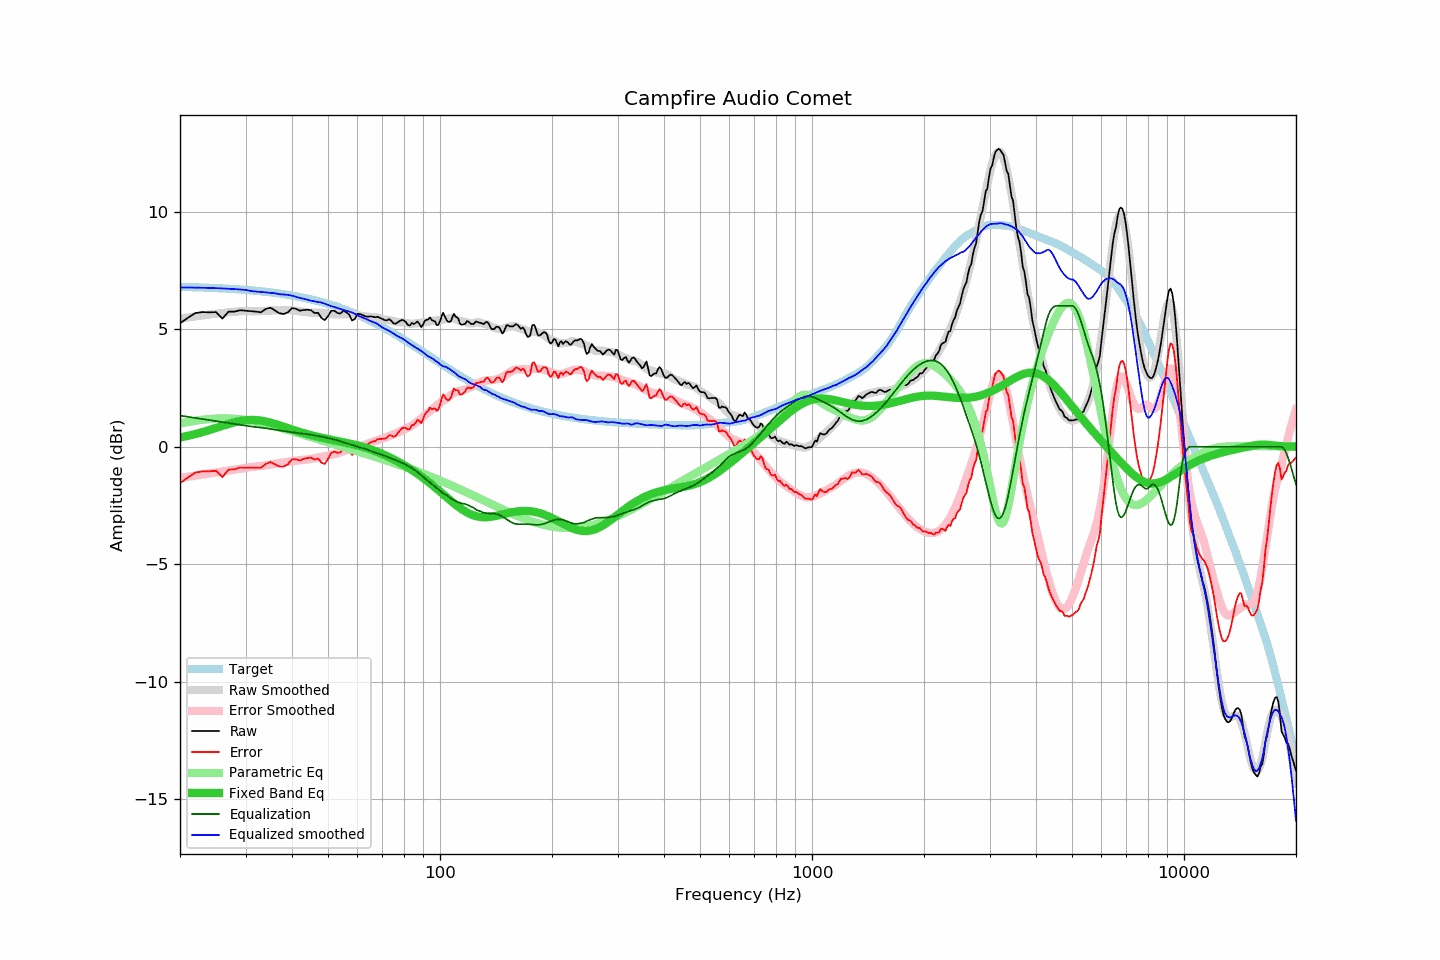 Campfire Audio Comet
Amplitude (dBr)
10
5
0
−5
−10
−15
Target
Raw Smoothed
Error Smoothed
Raw
Error
Parametric Eq
Fixed Band Eq
Equalization
Equalized smoothed
100
1000
10000
Frequency (Hz)